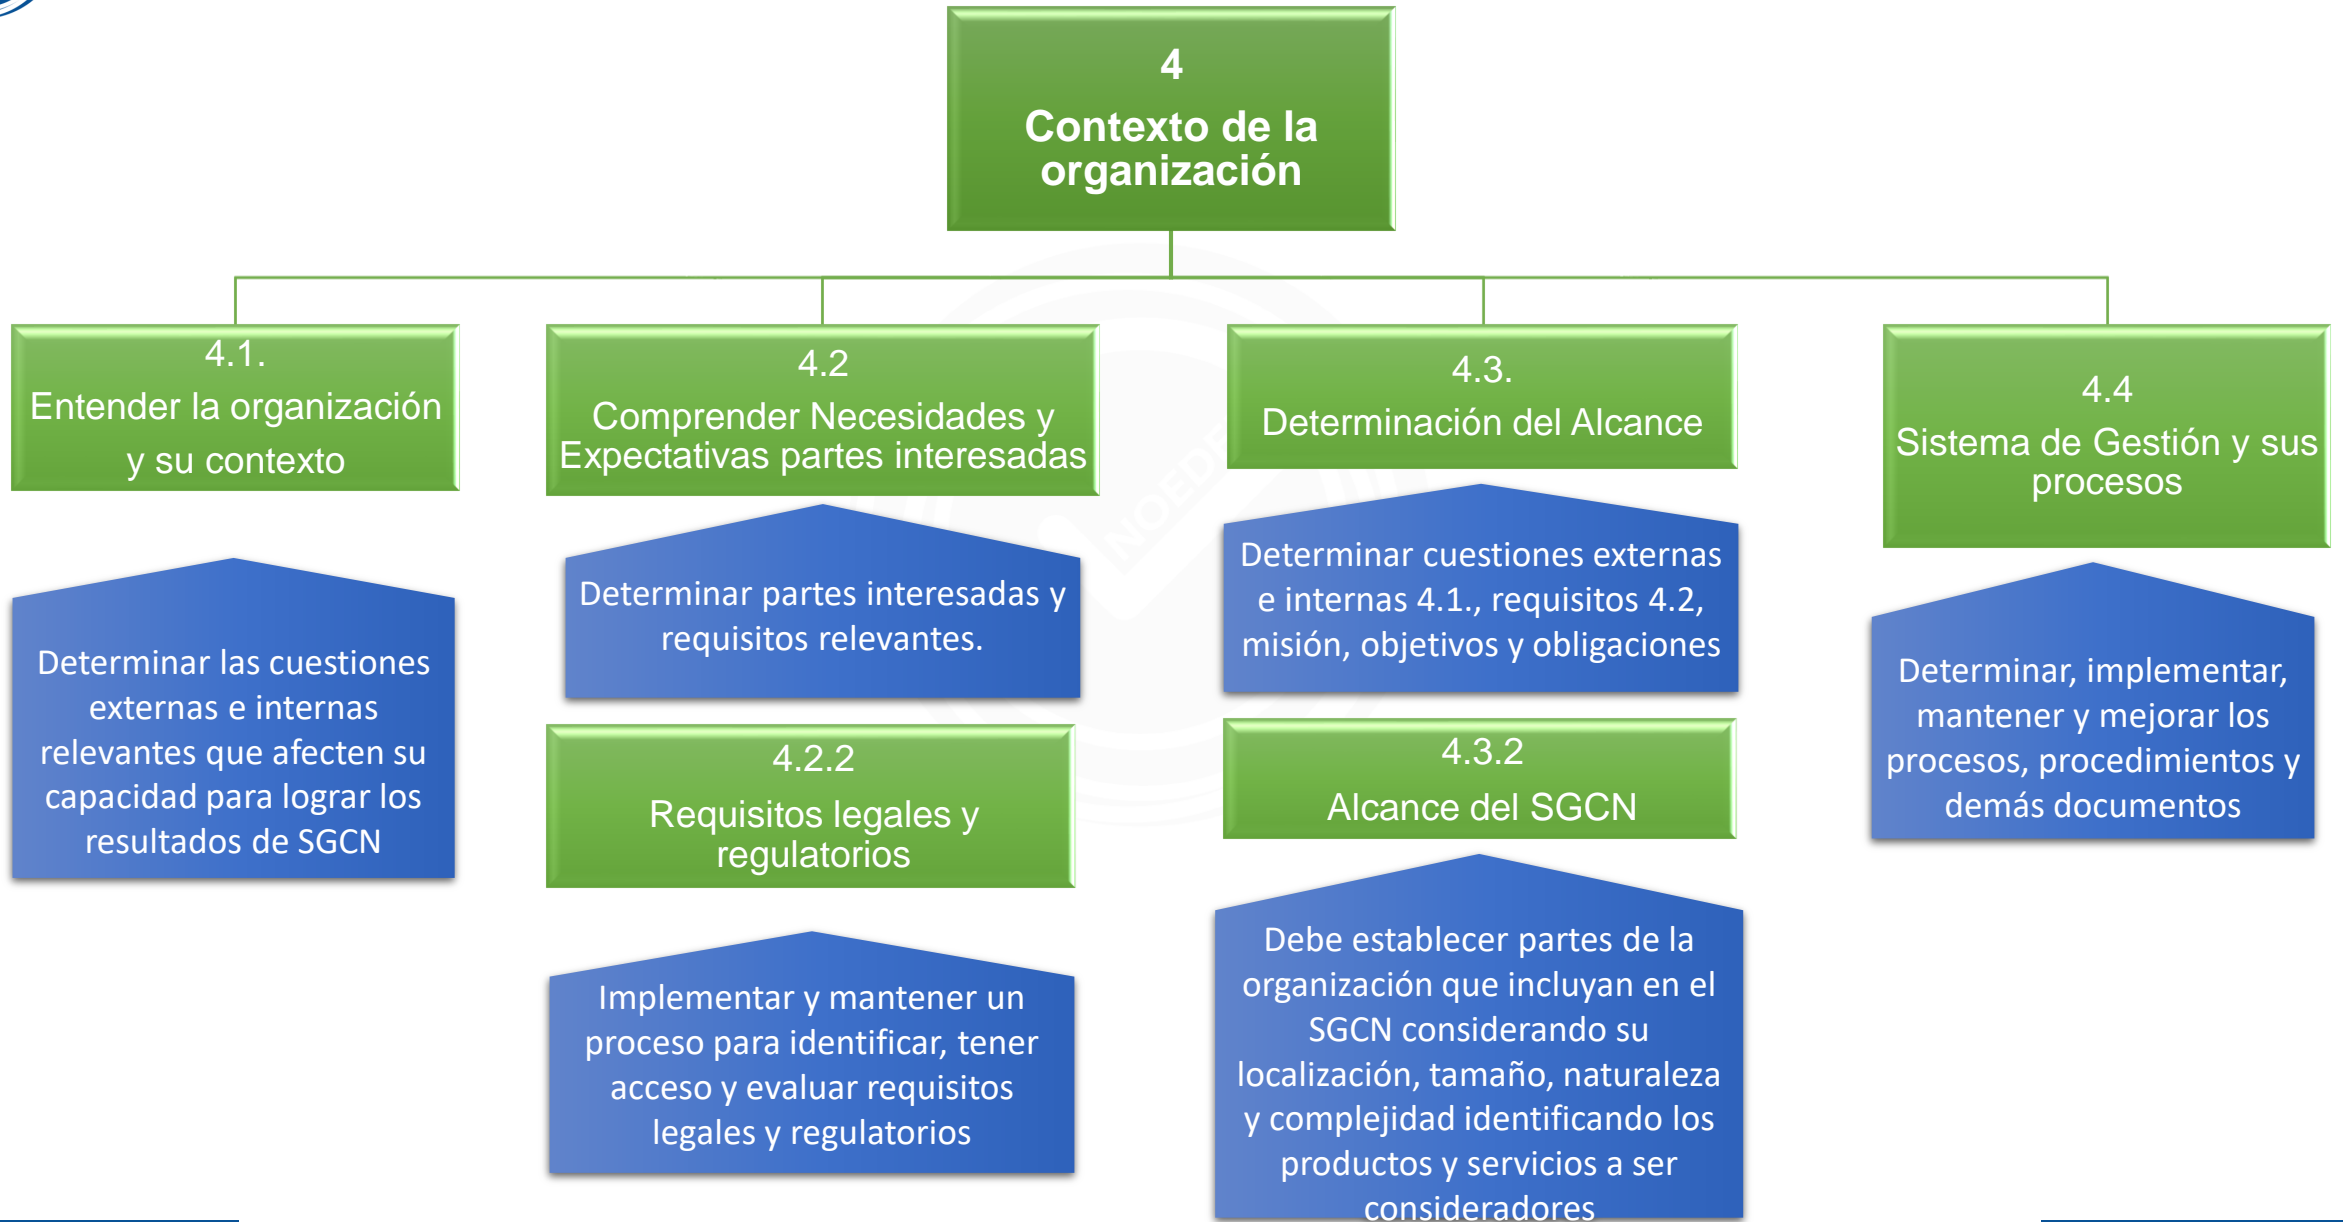 4
Contexto de la
organización
4.1.
Entender la organización
y su contexto
Determinar las cuestiones
externas e internas
relevantes que afecten su
capacidad para lograr los
resultados de SGCN
4.2
Comprender Necesidades y
Expectativas partes interesadas
Determinar partes interesadas y
requisitos relevantes.
4.2.2
Requisitos legales y
regulatorios
Implementar y mantener un
proceso para identificar, tener
acceso y evaluar requisitos
legales y regulatorios
4.3.
Determinación del Alcance
Determinar cuestiones externas
e internas 4.1., requisitos 4.2,
misión, objetivos y obligaciones
4.3.2
Alcance del SGCN
Debe establecer partes de la
organización que incluyan en el
SGCN considerando su
localización, tamaño, naturaleza
y complejidad identificando los
productos y servicios a ser
consideradores
4.4
Sistema de Gestión y sus
procesos
Determinar, implementar,
mantener y mejorar los
procesos, procedimientos y
demás documentos